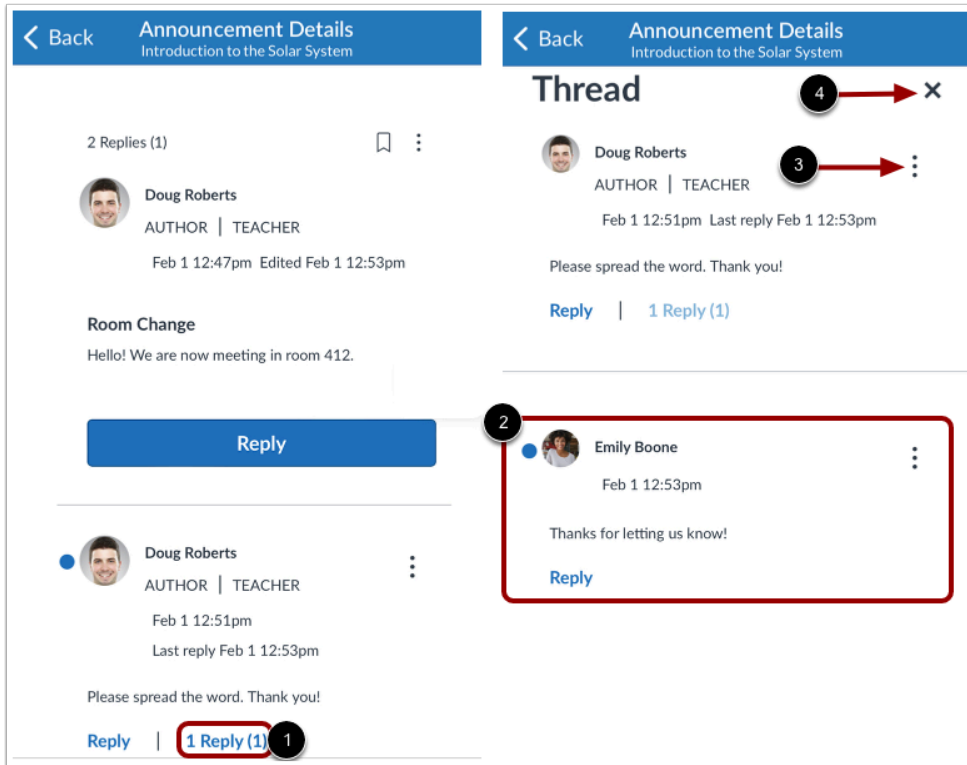 Back
Announcement Details
Introduction to the Solar System
2 Replies (1)
Doug Roberts
AUTHOR | TEACHER
Feb 1 12:47pm Edited Feb 1 12:53pm
Room Change
Hello! We are now meeting in room 412.
Reply
Doug Roberts
AUTHOR | TEACHER
Feb 1 12:51pm
Last reply Feb 1 12:53pm
Please spread the word. Thank you!
Reply | 1 Reply (1)
1
Back
Announcement Details
Introduction to the Solar System
Thread
4
Doug Roberts
3
AUTHOR | TEACHER
Feb 1 12:51pm Last reply Feb 1 12:53pm
Please spread the word. Thank you!
Reply | 1 Reply (1)
2
Emily Boone
Feb 1 12:53pm
Thanks for letting us know!
Reply